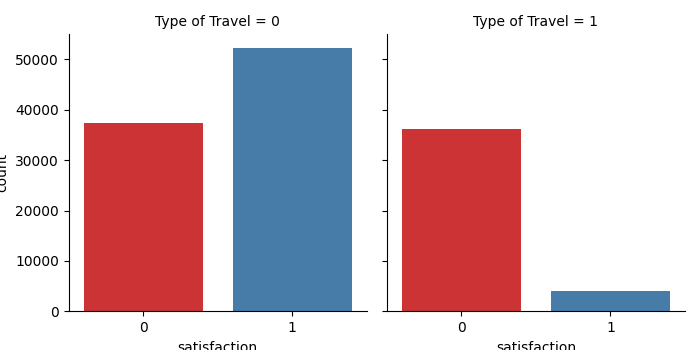 Type of Travel = 0
Type of Travel = 1
count
50000
40000
30000
20000
10000
0
0 1
0 1
satisfaction
satisfaction